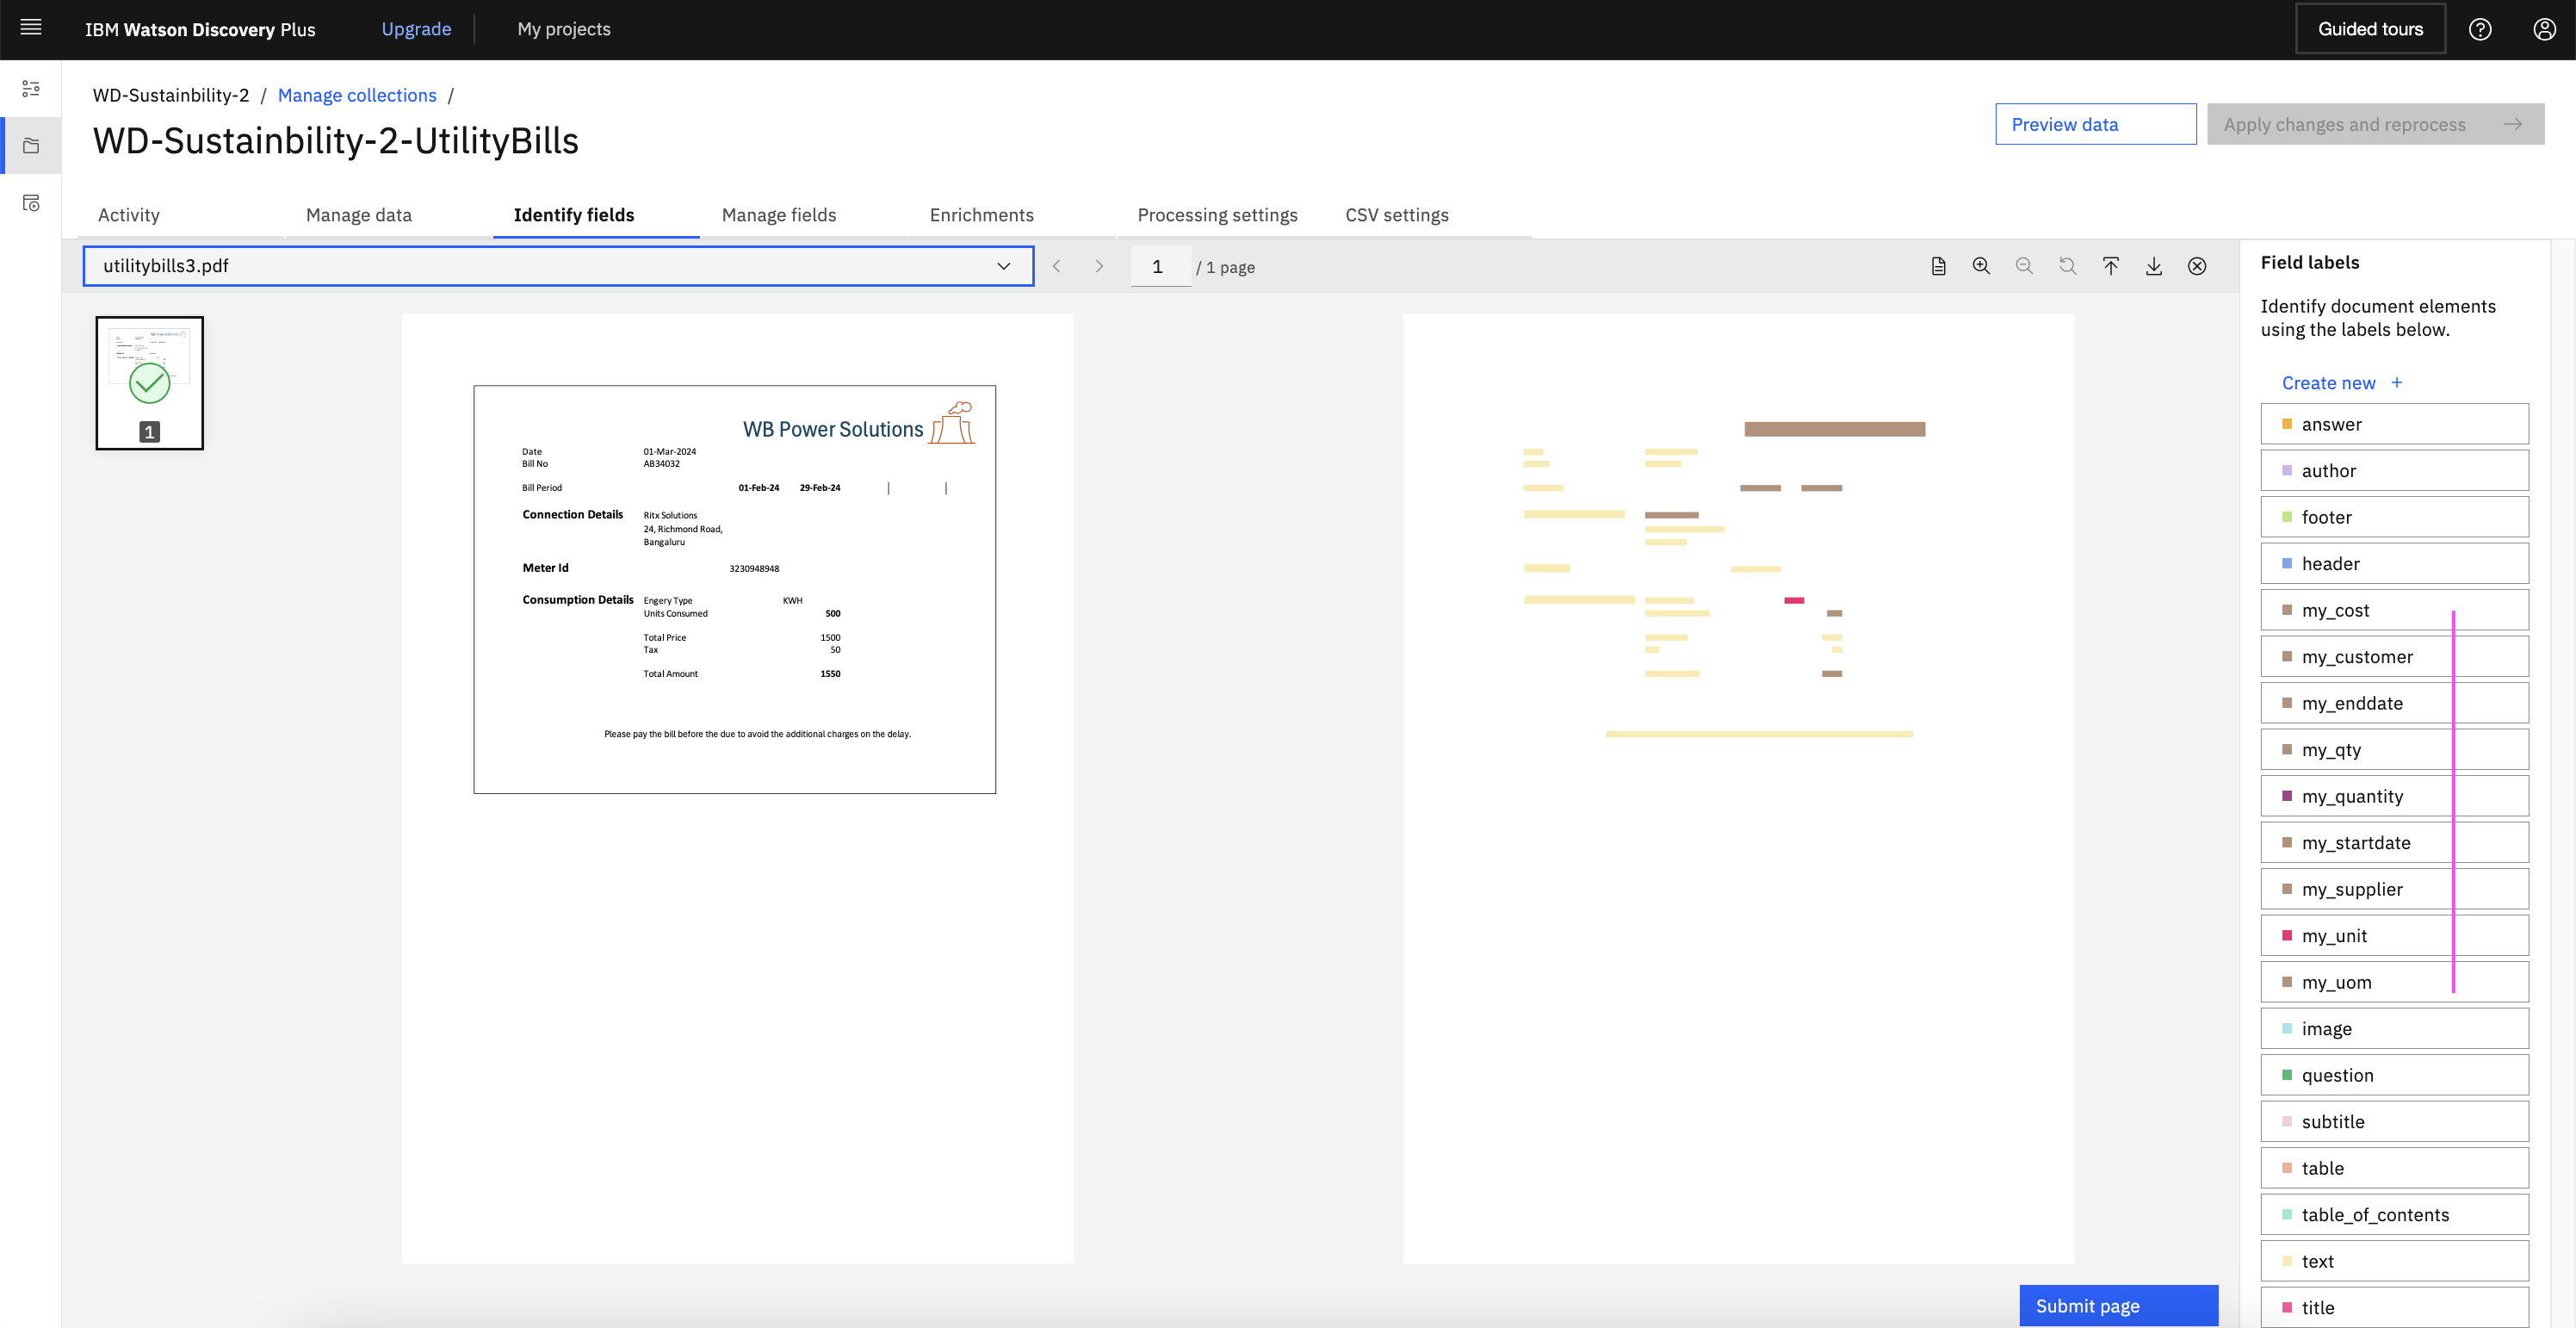 IBM Watson Discovery Plus Upgrade My projects Guided tours
WD-Sustainbility-2 / Manage collections /
WD-Sustainbility-2-UtilityBills
Preview data
Apply changes and reprocess
Activity Manage data Identify fields Manage fields Enrichments Processing settings CSV settings
utilitybills3.pdf
1 / 1 page
1
WB Power Solutions
Date 01-Mar-2024
Bill No AB34032
Bill Period 01-Feb-24 29-Feb-24
Connection Details Ritx Solutions
24, Richmond Road,
Bangaluru
Meter Id 3230948948
Consumption Details Engery Type KWH
Units Consumed 500
Total Price 1500
Tax 50
Total Amount 1550
Please pay the bill before the due to avoid the additional charges on the delay.
Submit page
Field labels
Identify document elements
using the labels below.
Create new +
answer
author
footer
header
my_cost
my_customer
my_enddate
my_qty
my_quantity
my_startdate
my_supplier
my_unit
my_uom
image
question
subtitle
table
table_of_contents
text
title